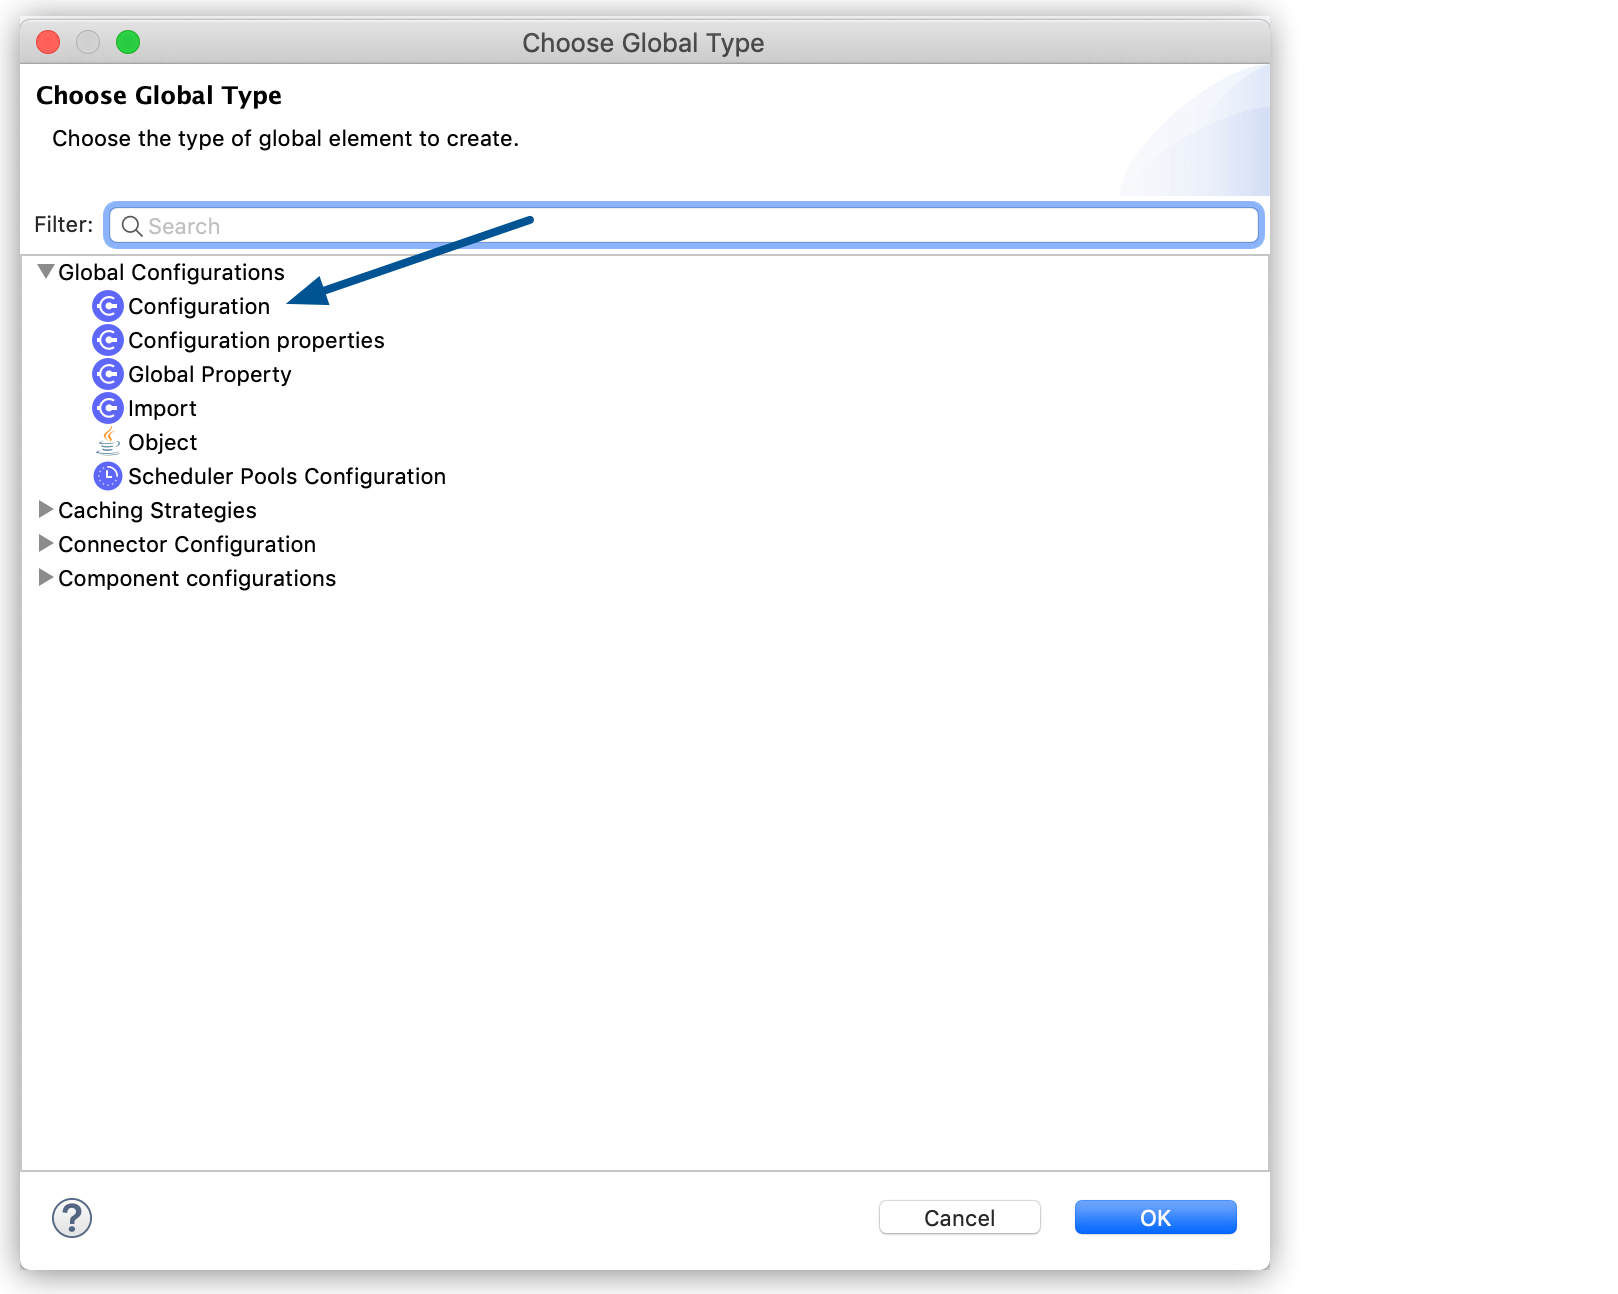 Choose Global Type
Choose Global Type
Choose the type of global element to create.
Filter: Search
Global Configurations
Configuration
Configuration properties
Global Property
Import
Object
Scheduler Pools Configuration
Caching Strategies
Connector Configuration
Component configurations
? Cancel OK